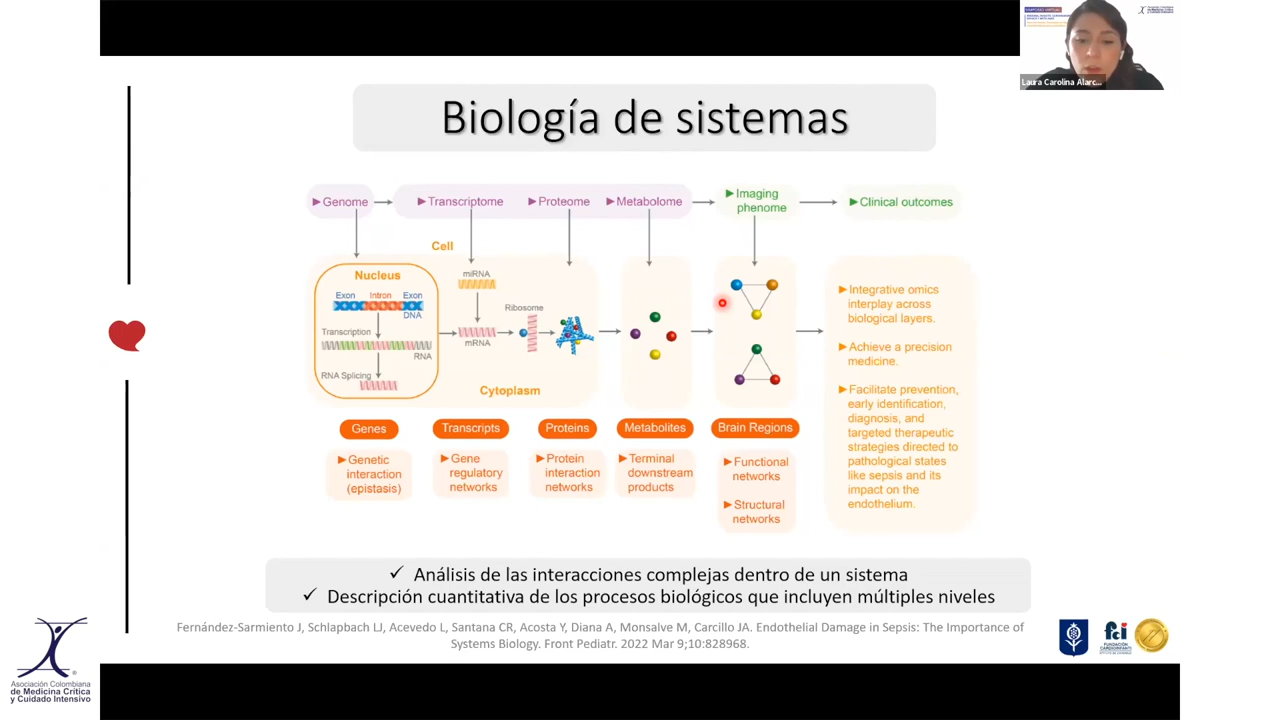 SIMPOSIO VIRTUAL
Laura Carolina Alarc...
Biología de sistemas
Genome
Transcriptome
Proteome
Metabolome
Imaging
phenome
Clinical outcomes
Cell
Nucleus
Exon Intron Exon
DNA
Transcription
RNA
RNA Splicing
miRNA
mRNA
Ribosome
Cytoplasm
Genes
Genetic
interaction
(epistasis)
Transcripts
Gene
regulatory
networks
Proteins
Protein
interaction
networks
Metabolites
Terminal
downstream
products
Brain Regions
Functional
networks
Structural
networks
Integrative omics
interplay across
biological layers.
Achieve a precision
medicine.
Facilitate prevention,
early identification,
diagnosis, and
targeted therapeutic
strategies directed to
pathological states
like sepsis and its
impact on the
endothelium.
✓ Análisis de las interacciones complejas dentro de un sistema
✓ Descripción cuantitativa de los procesos biológicos que incluyen múltiples niveles
Fernández-Sarmiento J, Schlapbach LJ, Acevedo L, Santana CR, Acosta Y, Diana A, Monsalve M, Carcillo JA. Endothelial Damage in Sepsis: The Importance of
Systems Biology. Front Pediatr. 2022 Mar 9;10:828968.
Asociación Colombiana
de Medicina Crítica
y Cuidado Intensivo
fci
FUNDACIÓN
CARDIOINFANTIL